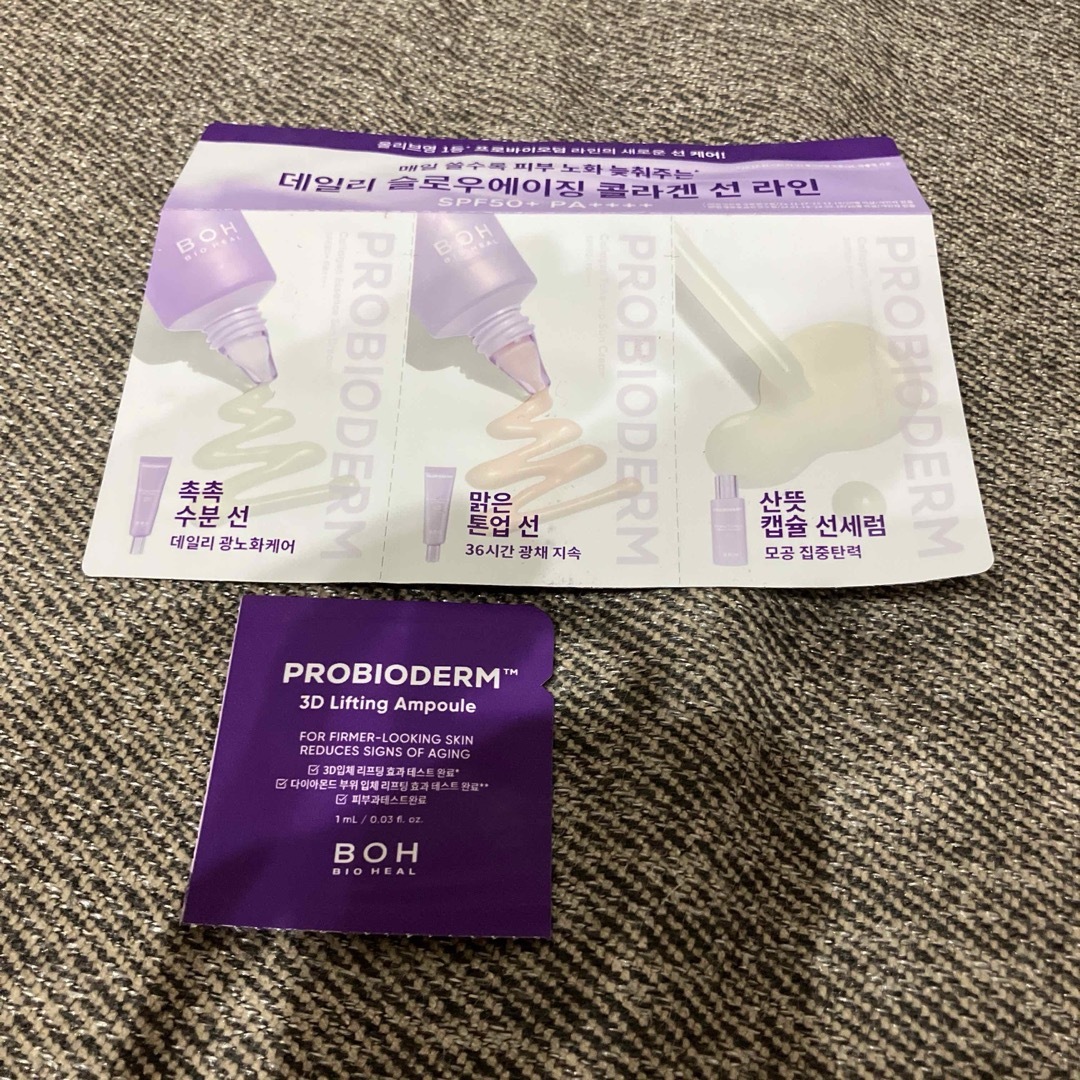 올리브영 1등* 프로바이오덤 라인의 새로운 선 케어!
매일 쓸수록 피부 노화 늦춰주는*
데일리 슬로우에이징 콜라겐 선 라인
SPF50+ PA++++
BOH
BIO HEAL
PROBIODERM
촉촉
수분 선
데일리 광노화케어
BOH
BIO HEAL
PROBIODERM
맑은
톤업 선
36시간 광채 지속
PROBIODERM
산뜻
캡슐 선세럼
모공 집중탄력
PROBIODERM™
3D Lifting Ampoule
FOR FIRMER-LOOKING SKIN
REDUCES SIGNS OF AGING
☑ 3D입체 리프팅 효과 테스트 완료*
☑ 다이아몬드 부위 입체 리프팅 효과 테스트 완료**
☑ 피부과테스트완료
1 mL / 0.03 fl. oz.
BOH
BIO HEAL